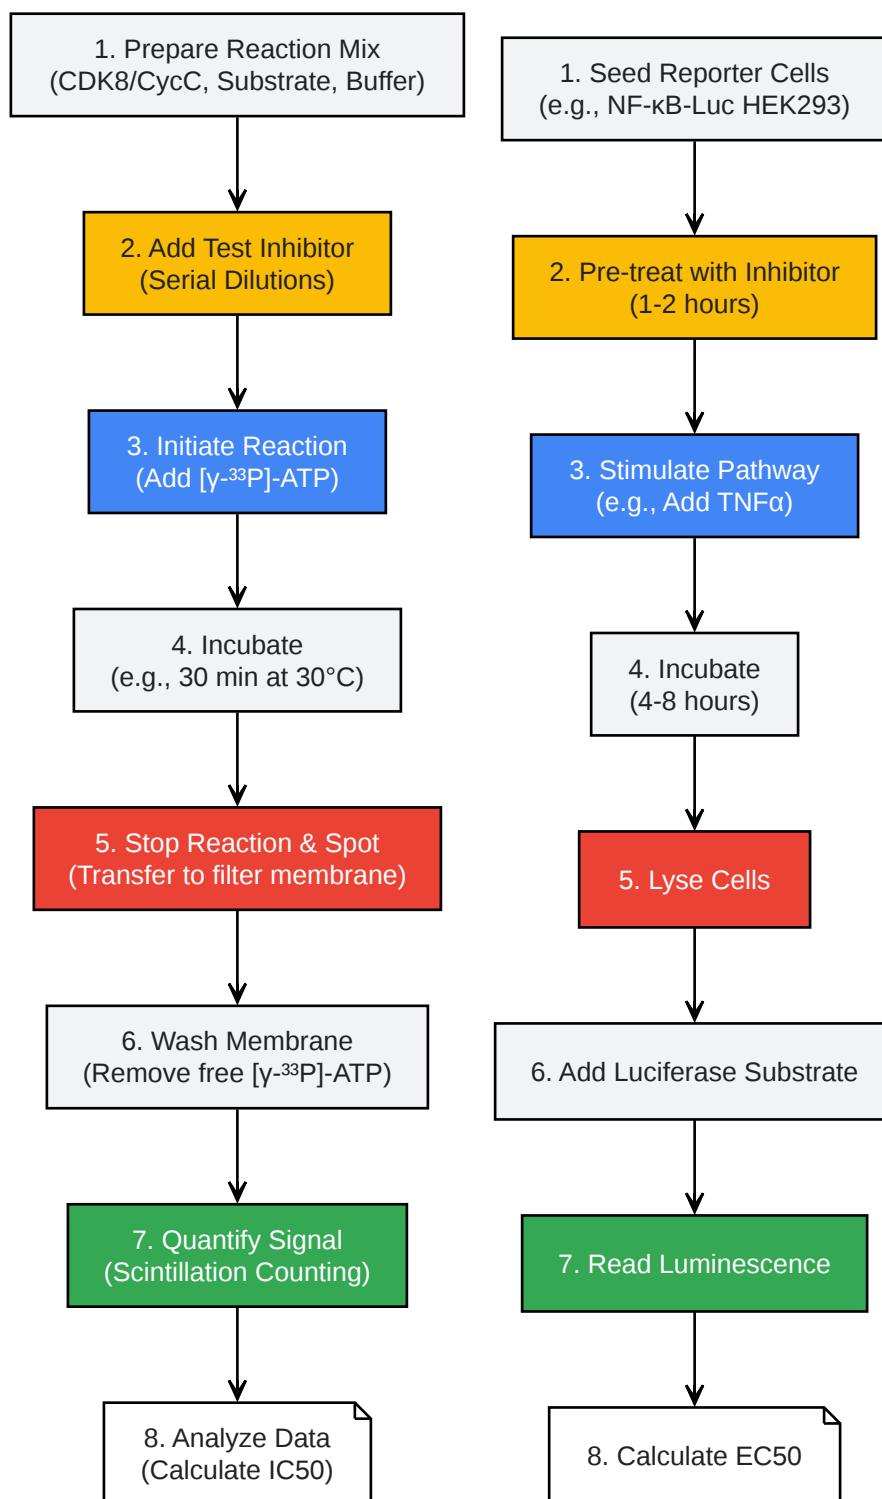 1. Prepare Reaction Mix
(CDK8/CycC, Substrate, Buffer)
2. Add Test Inhibitor
(Serial Dilutions)
3. Initiate Reaction
(Add [γ-³³P]-ATP)
4. Incubate
(e.g., 30 min at 30°C)
5. Stop Reaction & Spot
(Transfer to filter membrane)
6. Wash Membrane
(Remove free [γ-³³P]-ATP)
7. Quantify Signal
(Scintillation Counting)
8. Analyze Data
(Calculate IC50)
1. Seed Reporter Cells
(e.g., NF-κB-Luc HEK293)
2. Pre-treat with Inhibitor
(1-2 hours)
3. Stimulate Pathway
(e.g., Add TNFα)
4. Incubate
(4-8 hours)
5. Lyse Cells
6. Add Luciferase Substrate
7. Read Luminescence
8. Calculate EC50